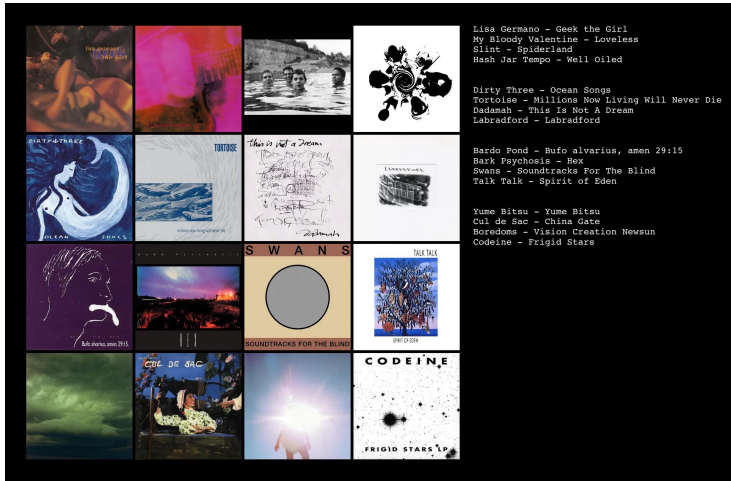 Lisa Germano - Geek the Girl
My Bloody Valentine - Loveless
Slint - Spiderland
Hash Jar Tempo - Well Oiled
Dirty Three - Ocean Songs
Tortoise - Millions Now Living Will Never Die
Dadamah - This Is Not A Dream
Labradford - Labradford
Bardo Pond - Bufo alvarius, amen 29:15
Bark Psychosis - Hex
Swans - Soundtracks For The Blind
Talk Talk - Spirit of Eden
Yume Bitsu - Yume Bitsu
Cul de Sac - China Gate
Boredoms - Vision Creation Newsun
Codeine - Frigid Stars
lisa germano
DIRTY THREE
OCEAN SONGS
TORTOISE
this is not a Dream
Bufo alvarius, amen 29:15.
HEX
SWANS
SOUNDTRACKS FOR THE BLIND
TALK TALK
SPIRIT OF EDEN
CUL DE SAC
CODEINE
FRIGID STARS LP